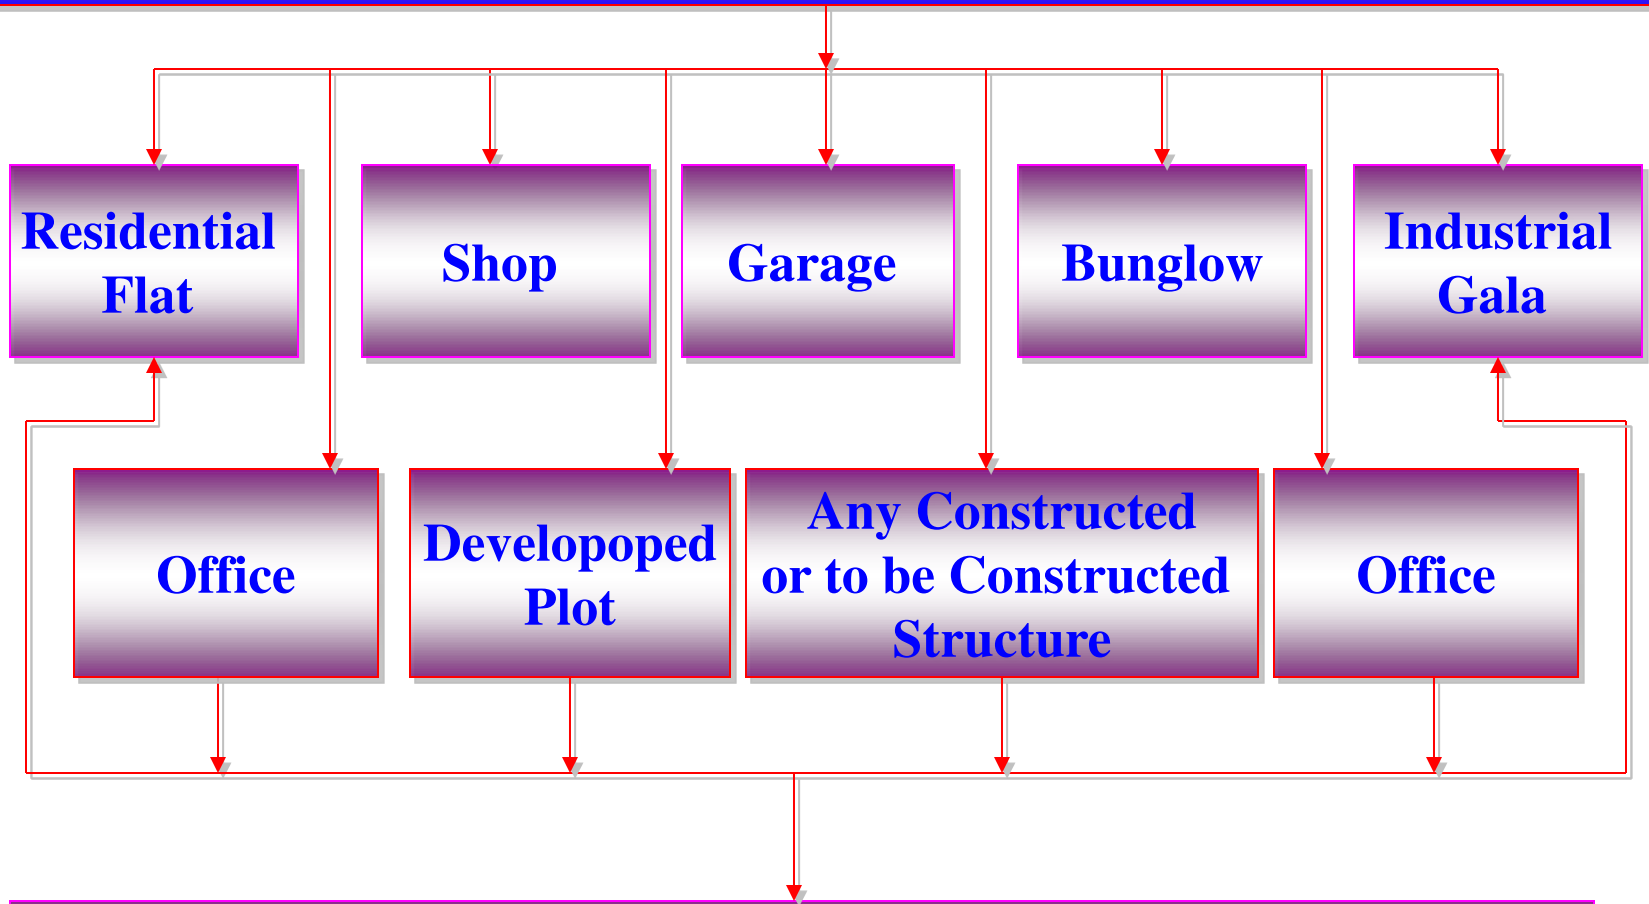 Residential
Flat
Shop
Garage
Bunglow
Industrial
Gala
Office
Developoped
Plot
Any Constructed
or to be Constructed
Structure
Office